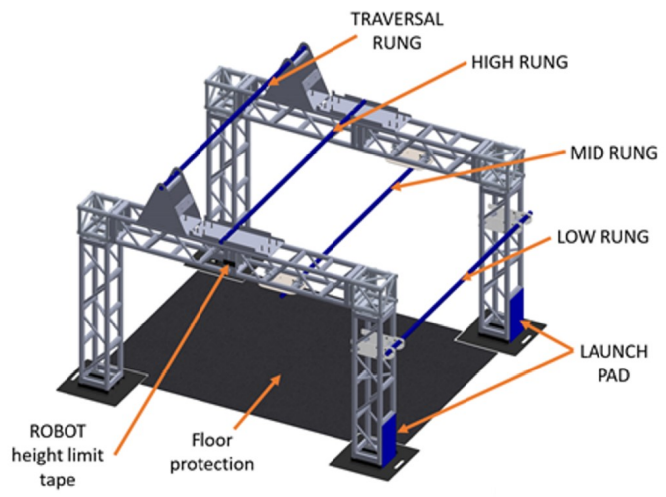 TRAVERSAL
RUNG
HIGH RUNG
MID RUNG
LOW RUNG
LAUNCH
PAD
ROBOT
height limit
tape
Floor
protection